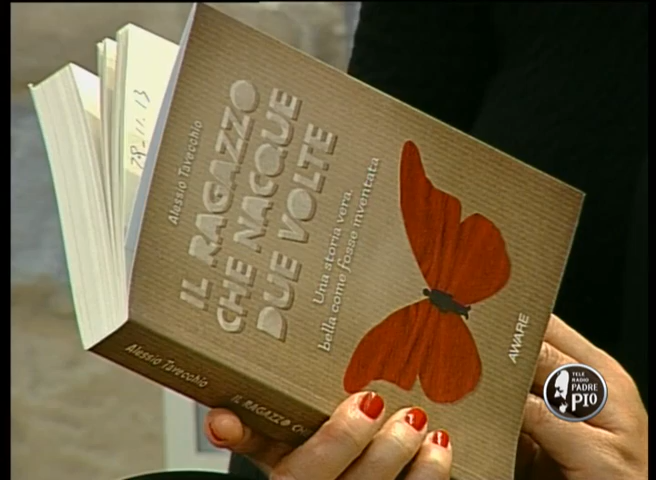 Alessio Tavecchio
IL RAGAZZO
CHE NACQUE
DUE VOLTE
Una storia vera,
bella come fosse inventata
AWARE
Alessio Tavecchio
IL RAGAZZO
28-11-13
TELE
RADIO
PADRE
PIO